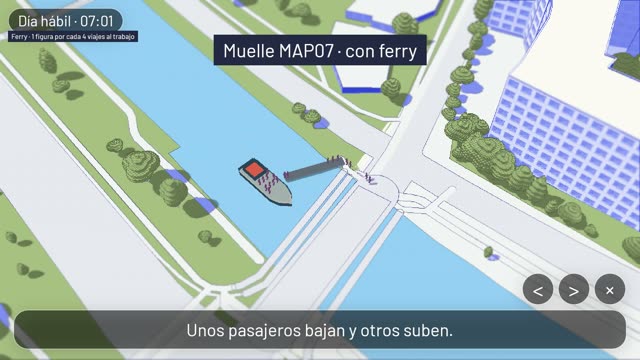 Día hábil · 07:01
Ferry · 1 figura por cada 4 viajes al trabajo
Muelle MAP07 · con ferry
< > ×
Unos pasajeros bajan y otros suben.